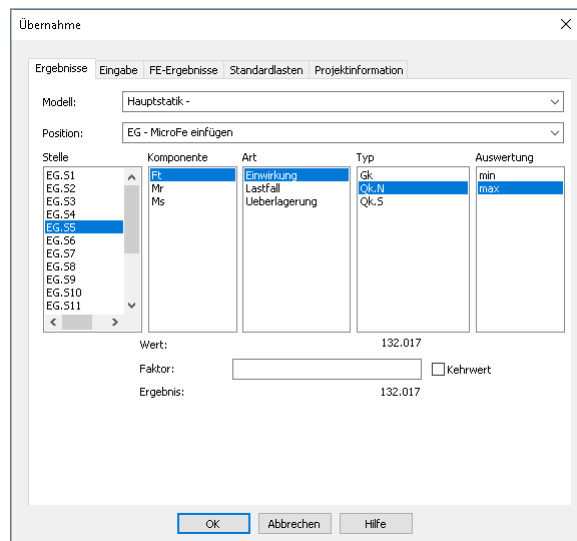 Übernahme
Ergebnisse Eingabe FE-Ergebnisse Standardlasten Projektinformation
Modell: Hauptstatik -
Position: EG - MicroFe einfügen
Stelle Komponente Art Typ Auswertung
EG.S1 Ft Einwirkung Gk min
EG.S2 Mr Lastfall Qk.N max
EG.S3 Ms Ueberlagerung Qk.S
EG.S4
EG.S5
EG.S6
EG.S7
EG.S8
EG.S9
EG.S10
EG.S11
Wert: 132.017
Faktor: Kehrwert
Ergebnis: 132.017
OK Abbrechen Hilfe